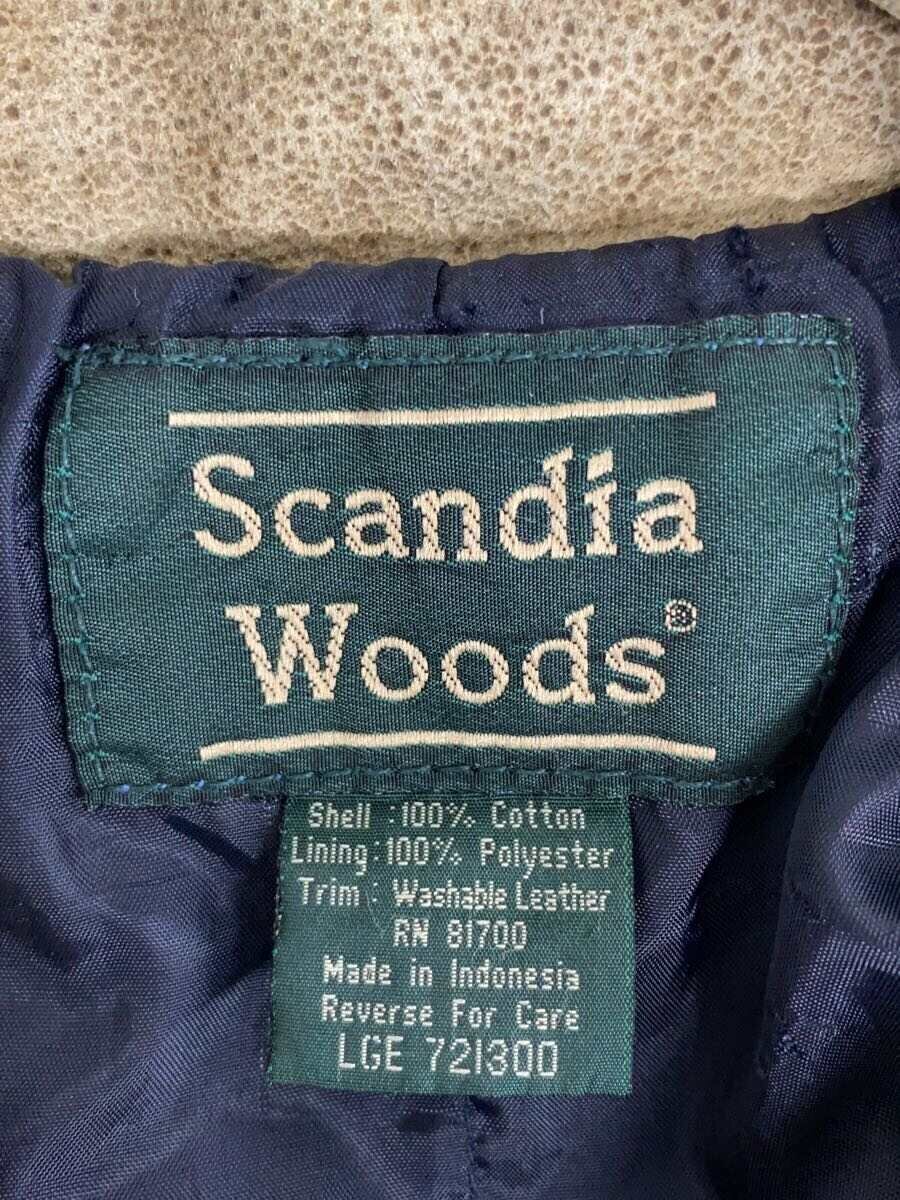 Scandia
Woods®
Shell :100% Cotton
Lining:100% Polyester
Trim : Washable Leather
RN 81700
Made in Indonesia
Reverse For Care
LGE 721300